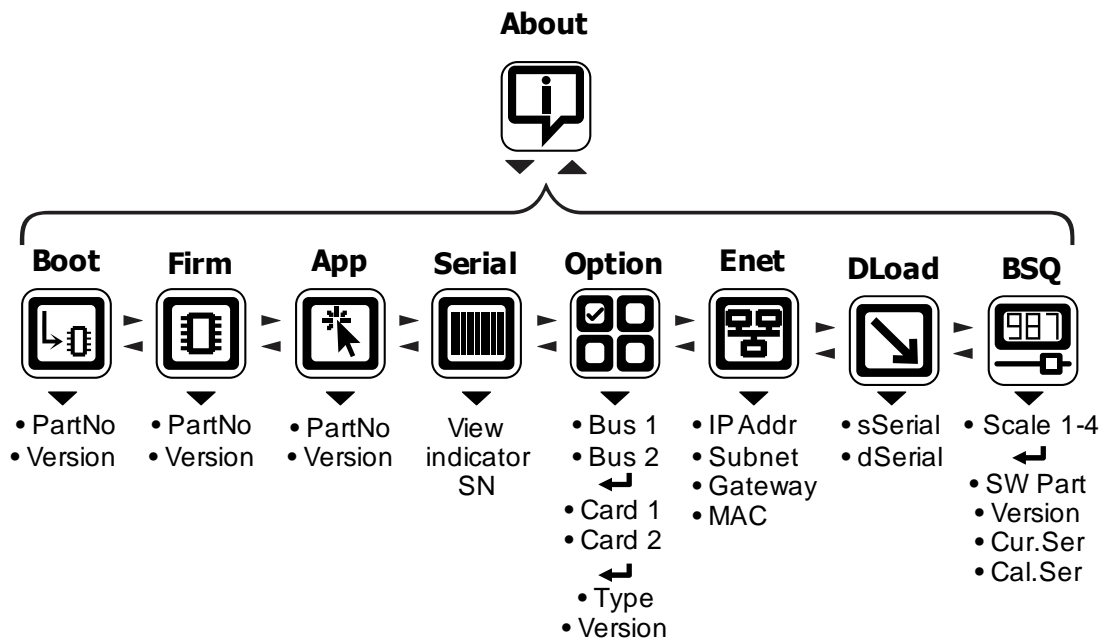 About
Boot
Firm
App
Serial
Option
Enet
DLoad
BSQ
987
• PartNo
• Version
• PartNo
• Version
• PartNo
• Version
View
indicator
SN
• Bus 1
• Bus 2
• Card 1
• Card 2
• Type
• Version
• IP Addr
• Subnet
• Gateway
• MAC
• sSerial
• dSerial
• Scale 1-4
• SW Part
• Version
• Cur.Ser
• Cal.Ser